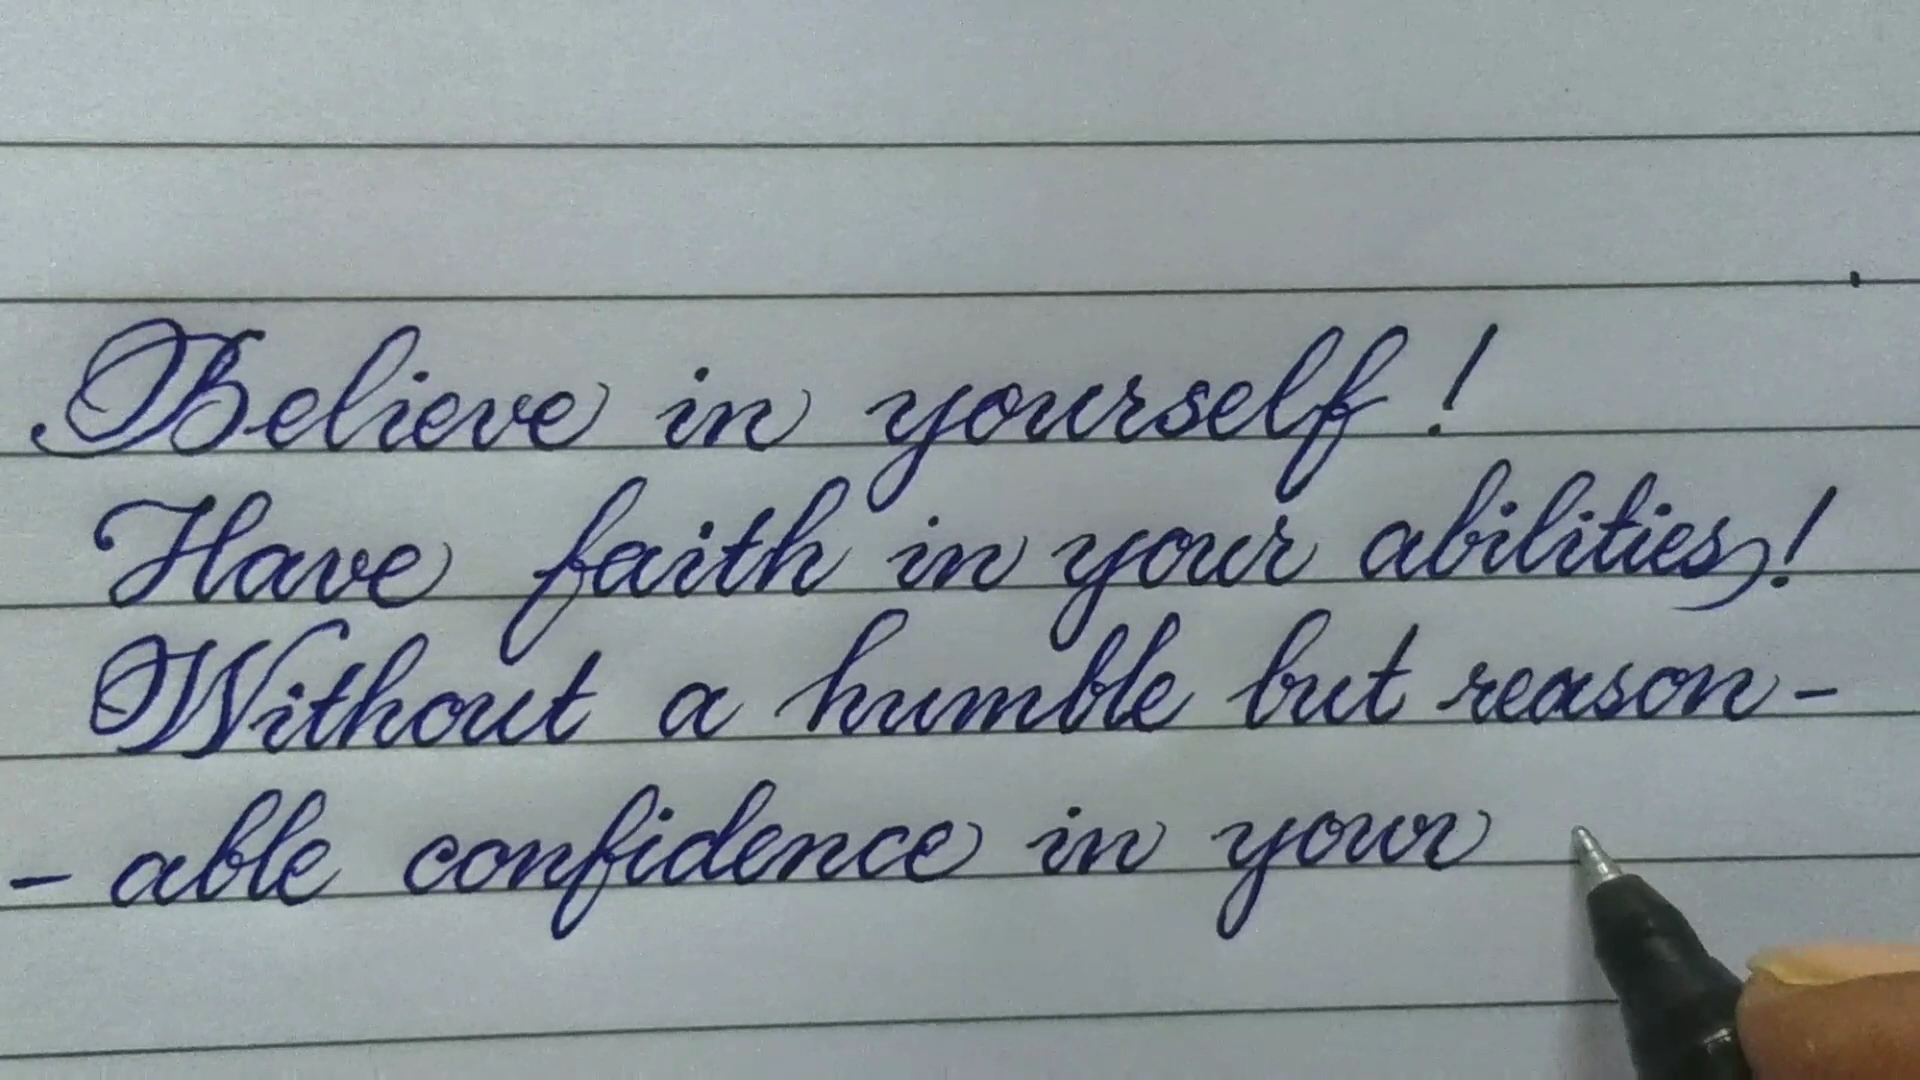 Believe in yourself!
Have faith in your abilities!
Without a humble but reason-
-able confidence in your